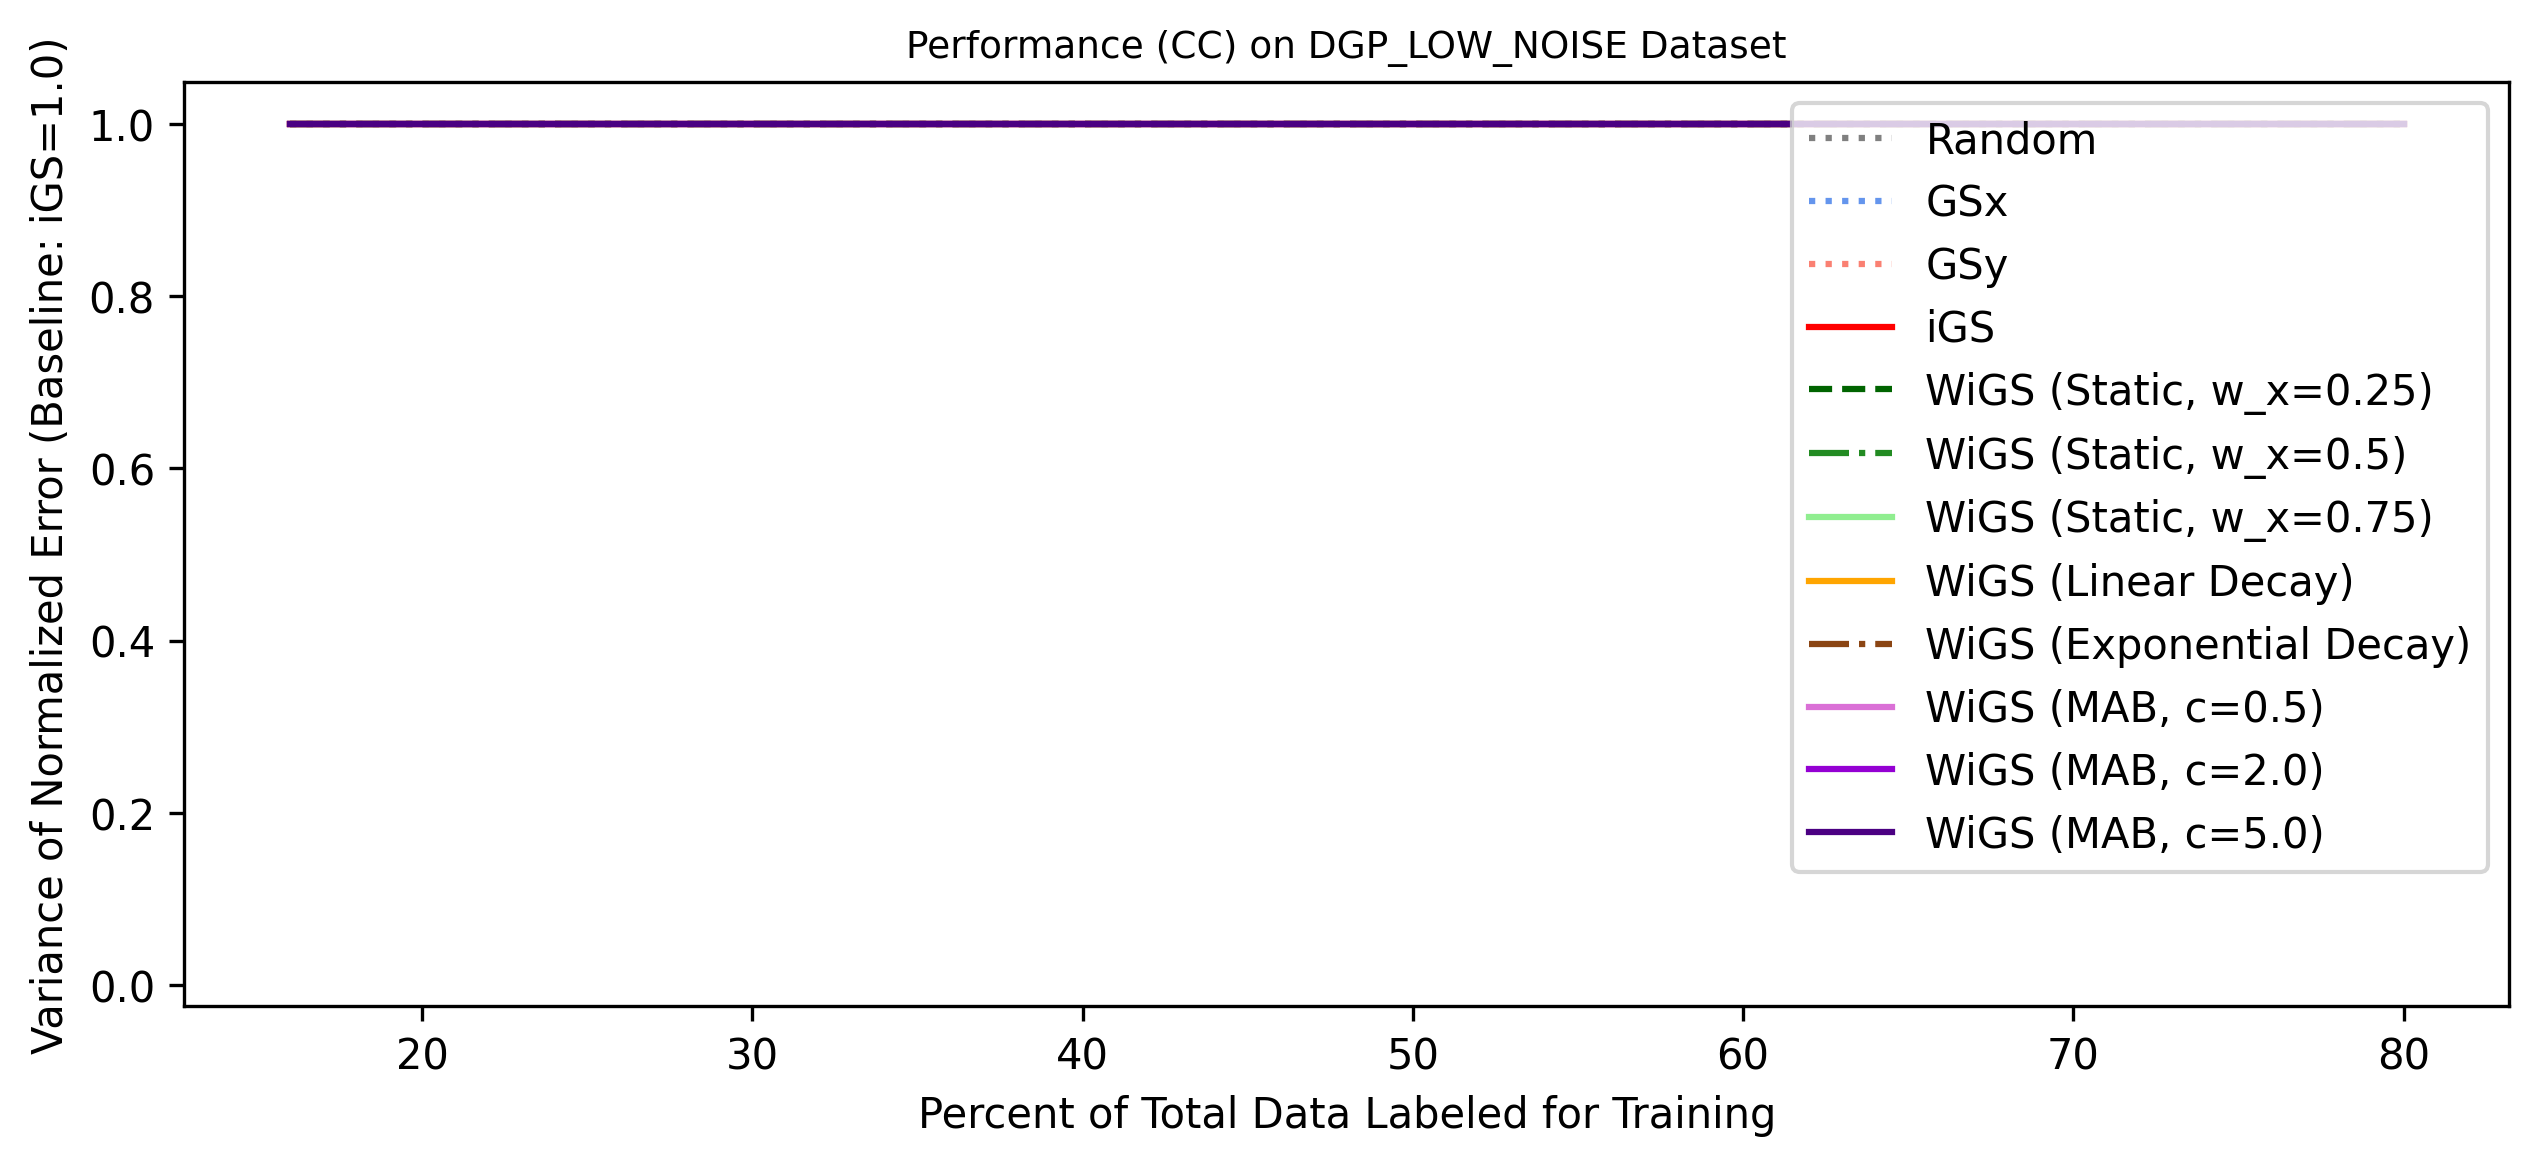 Performance (CC) on DGP_LOW_NOISE Dataset
Variance of Normalized Error (Baseline: iGS=1.0)
1.0
0.8
0.6
0.4
0.2
0.0
Random
GSx
GSy
iGS
WiGS (Static, w_x=0.25)
WiGS (Static, w_x=0.5)
WiGS (Static, w_x=0.75)
WiGS (Linear Decay)
WiGS (Exponential Decay)
WiGS (MAB, c=0.5)
WiGS (MAB, c=2.0)
WiGS (MAB, c=5.0)
20 30 40 50 60 70 80
Percent of Total Data Labeled for Training